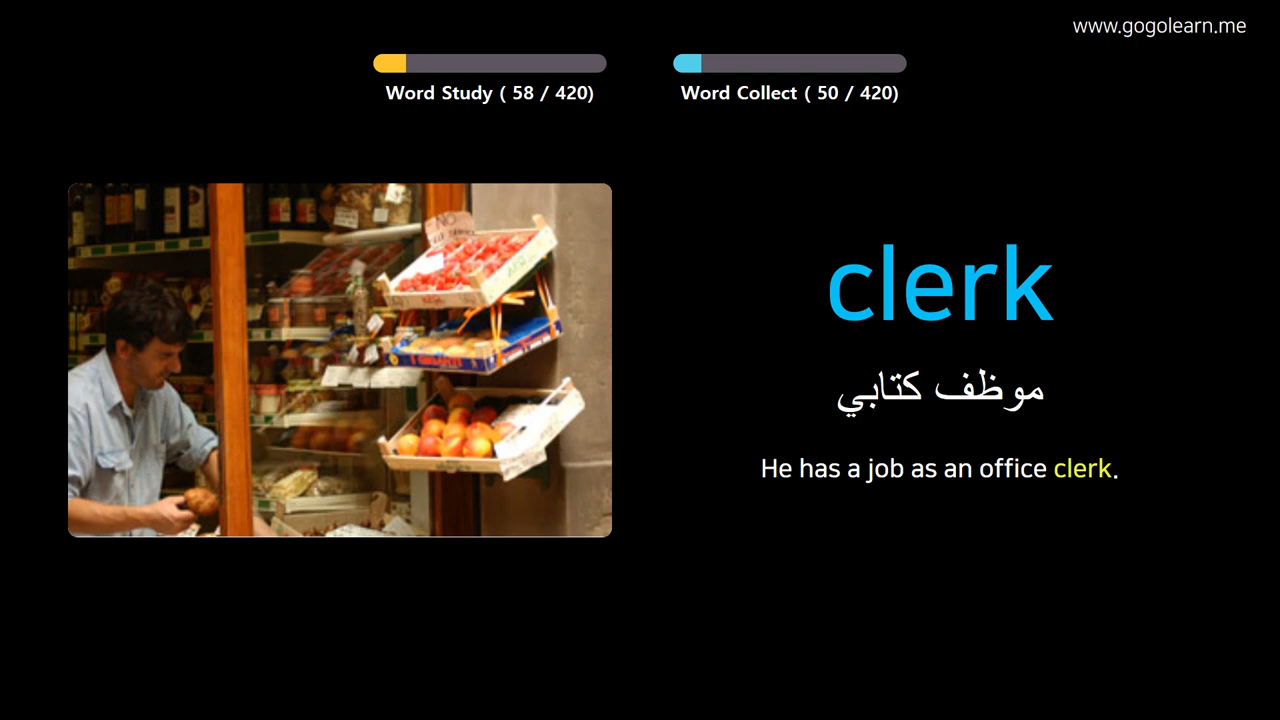 www.gogolearn.me
Word Study ( 58 / 420)
Word Collect ( 50 / 420)
NO
clerk
موظف كتابي
He has a job as an office clerk.